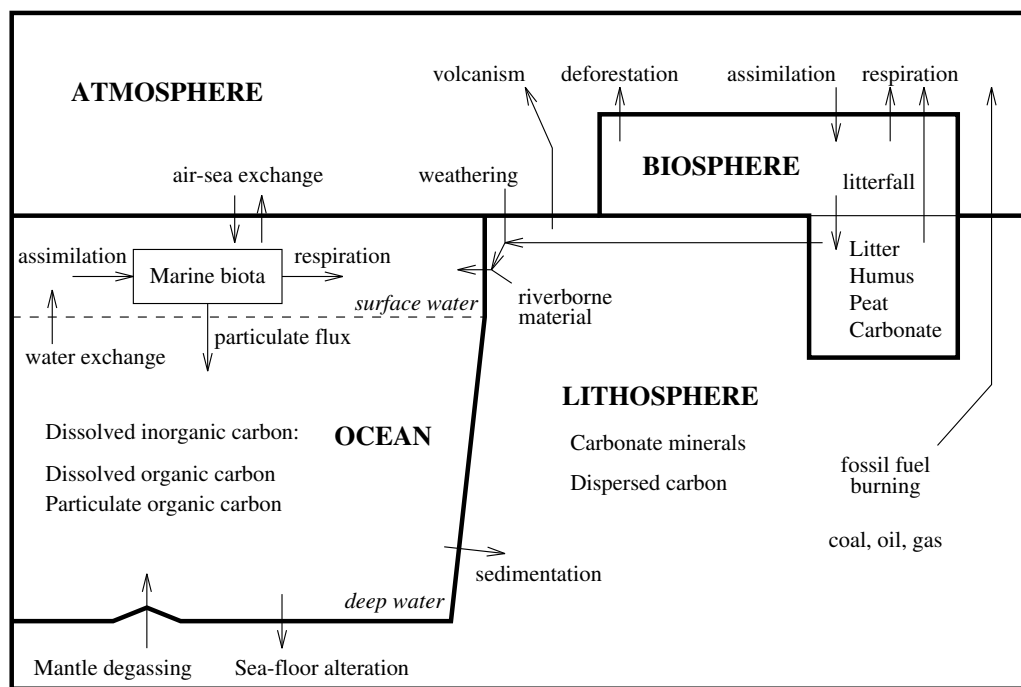 volcanism
deforestation
assimilation
respiration
ATMOSPHERE
BIOSPHERE
air-sea exchange
weathering
litterfall
assimilation
Marine biota
respiration
Litter
Humus
Peat
Carbonate
surface water
riverborne
material
water exchange
particulate flux
LITHOSPHERE
Dissolved inorganic carbon:
OCEAN
Carbonate minerals
Dissolved organic carbon
Particulate organic carbon
Dispersed carbon
fossil fuel
burning
coal, oil, gas
sedimentation
deep water
Mantle degassing
Sea-floor alteration